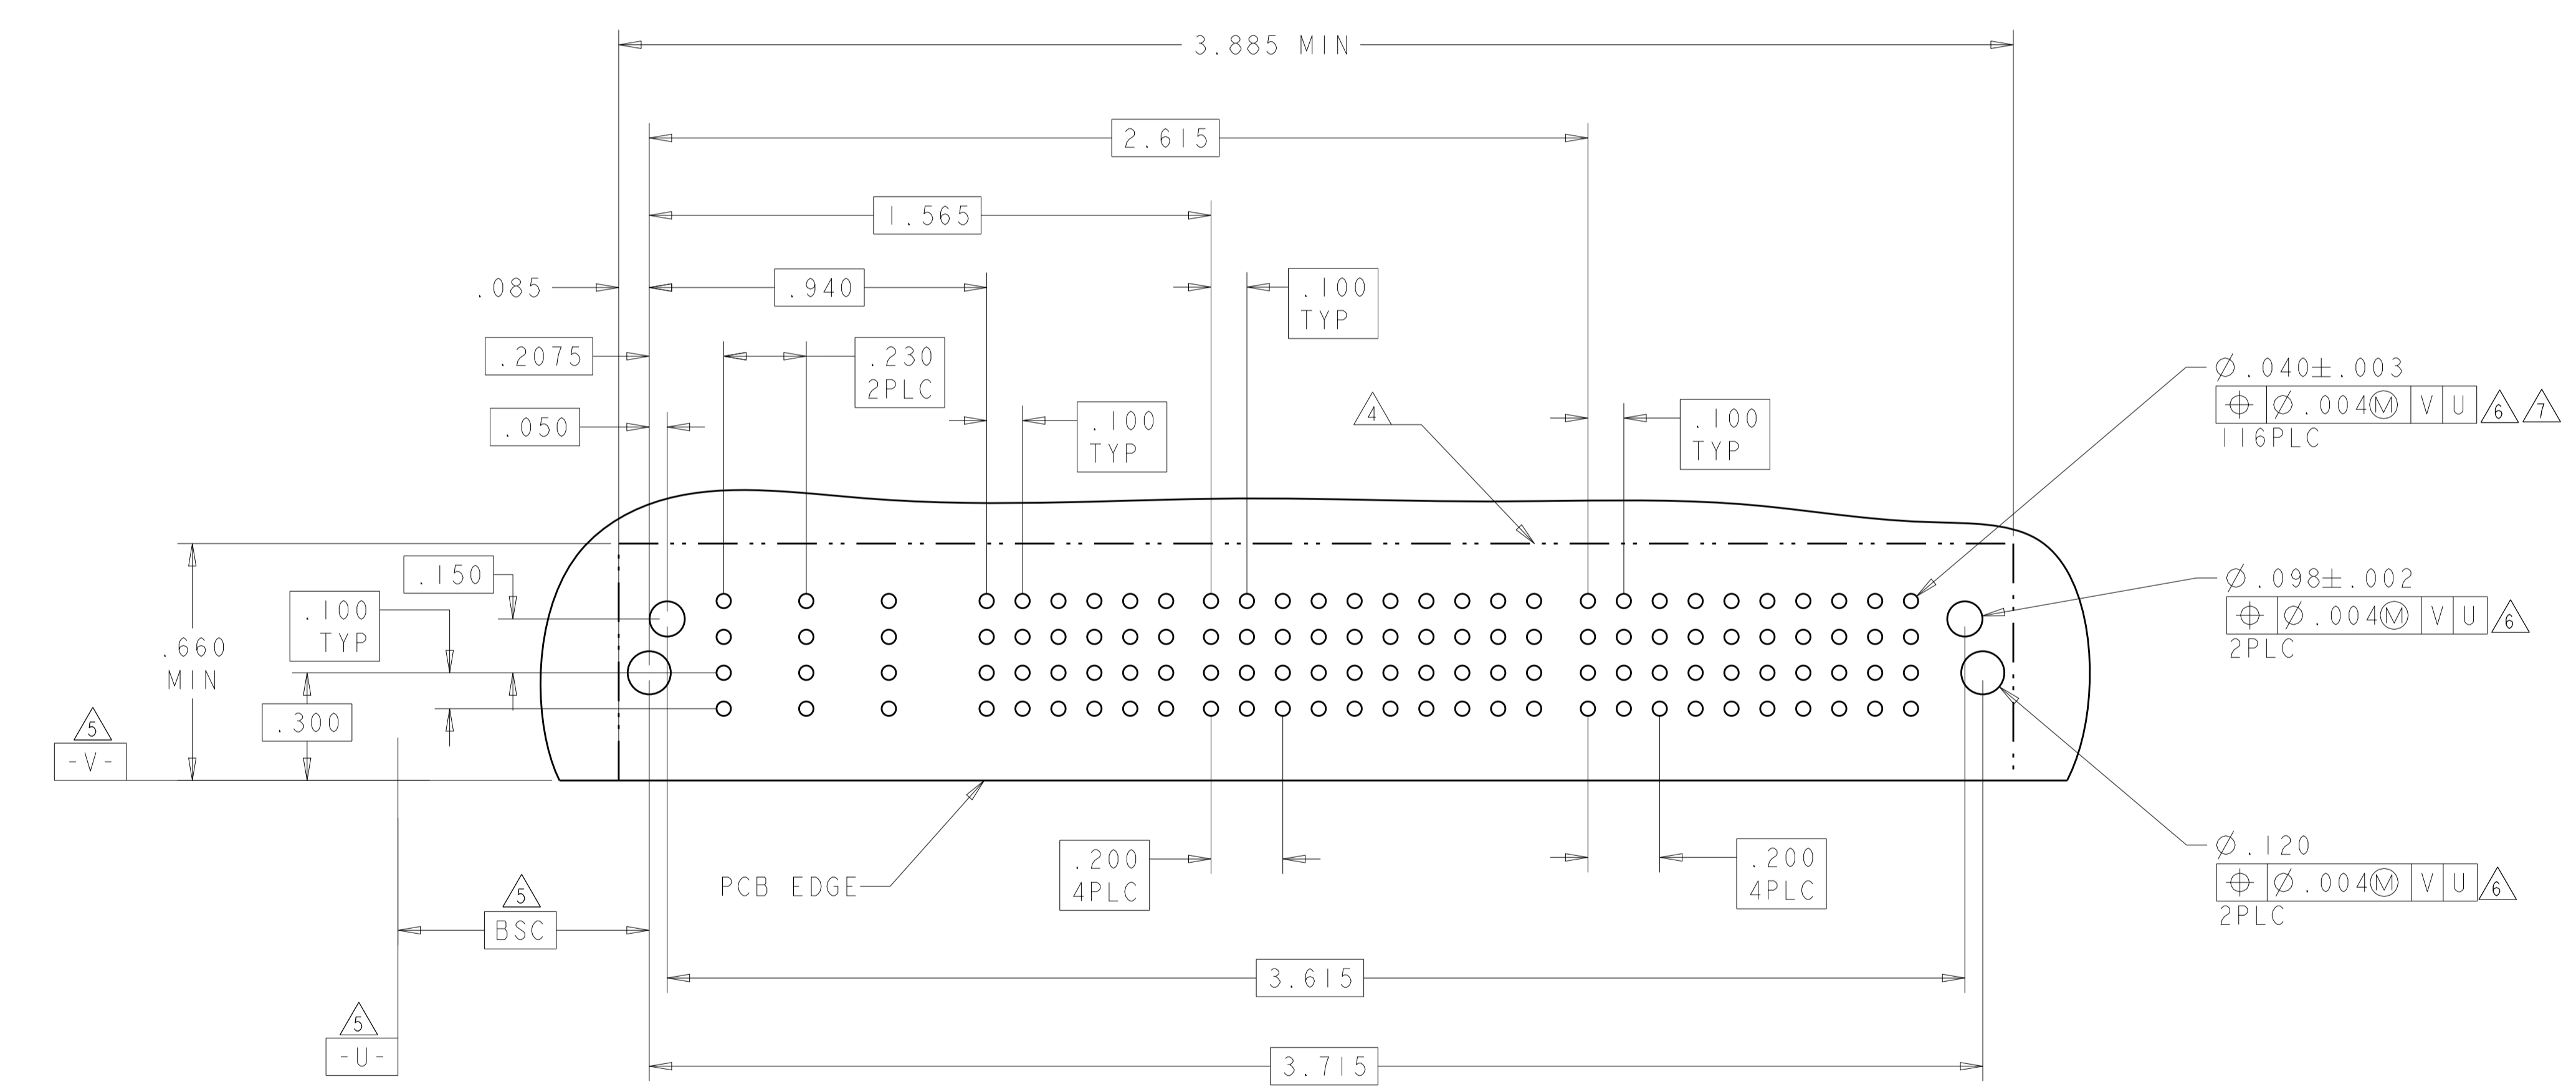 3.885 MIN
2.615
1.565
.085
.940
.100
TYP
.2075
.230
2PLC
.050
.100
TYP
4
.100
TYP
Ø.040±.003
⌖ Ø.004Ⓜ V U 6 7
116PLC
.150
.100
TYP
.660
MIN
.300
5
-V-
Ø.098±.002
⌖ Ø.004Ⓜ V U 6
2PLC
Ø.120
⌖ Ø.004Ⓜ V U 6
2PLC
PCB EDGE
.200
4PLC
.200
4PLC
5
BSC
3.615
5
-U-
3.715